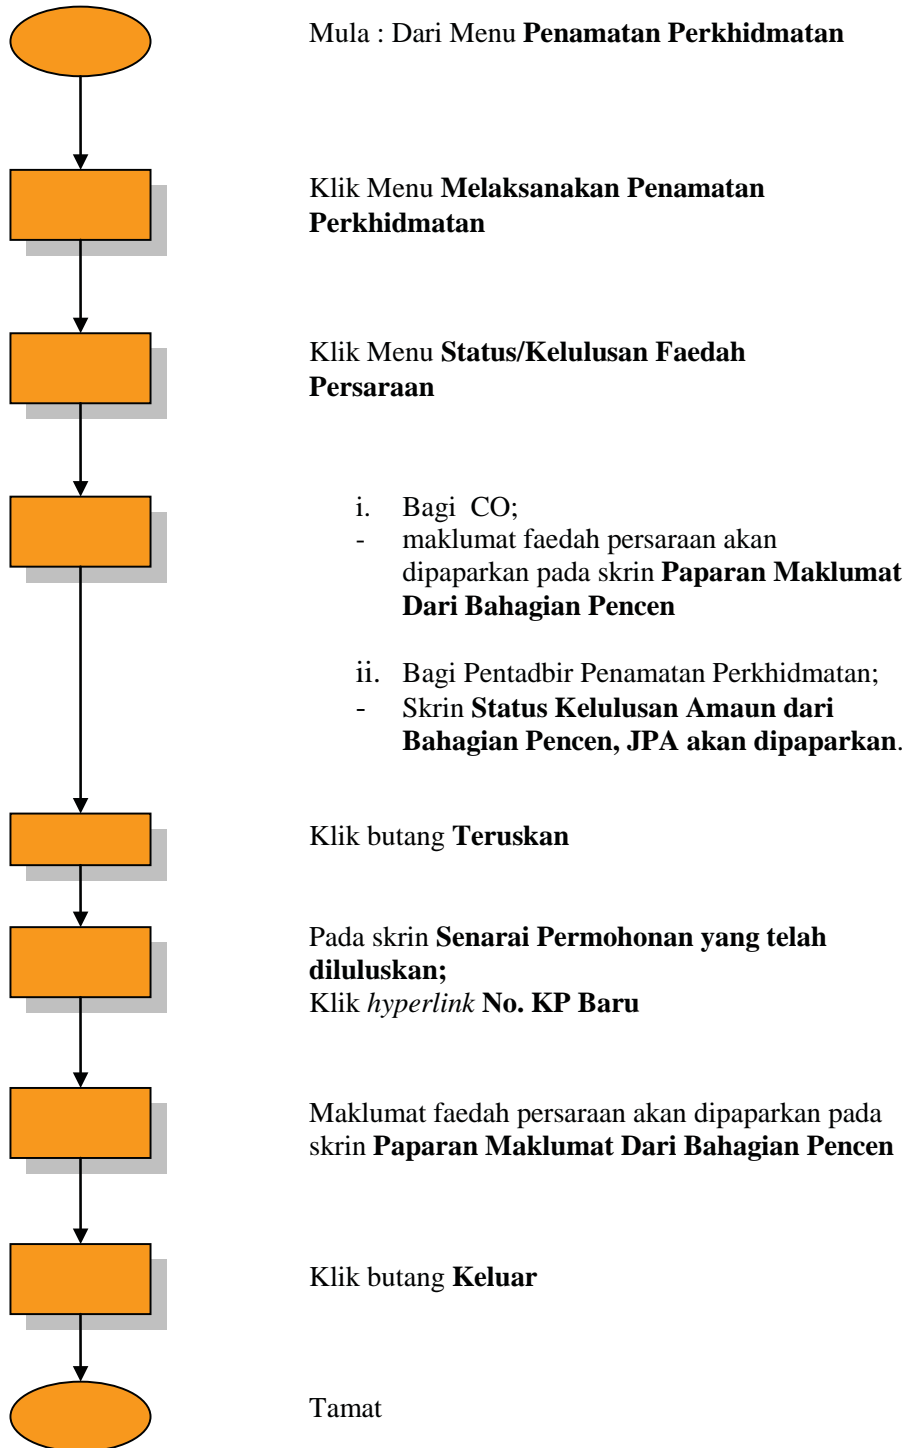 Mula : Dari Menu Penamatan Perkhidmatan
Klik Menu Melaksanakan Penamatan
Perkhidmatan
Klik Menu Status/Kelulusan Faedah
Persaraan
i. Bagi CO;
- maklumat faedah persaraan akan
dipaparkan pada skrin Paparan Maklumat
Dari Bahagian Pencen
ii. Bagi Pentadbir Penamatan Perkhidmatan;
- Skrin Status Kelulusan Amaun dari
Bahagian Pencen, JPA akan dipaparkan.
Klik butang Teruskan
Pada skrin Senarai Permohonan yang telah
diluluskan;
Klik hyperlink No. KP Baru
Maklumat faedah persaraan akan dipaparkan pada
skrin Paparan Maklumat Dari Bahagian Pencen
Klik butang Keluar
Tamat